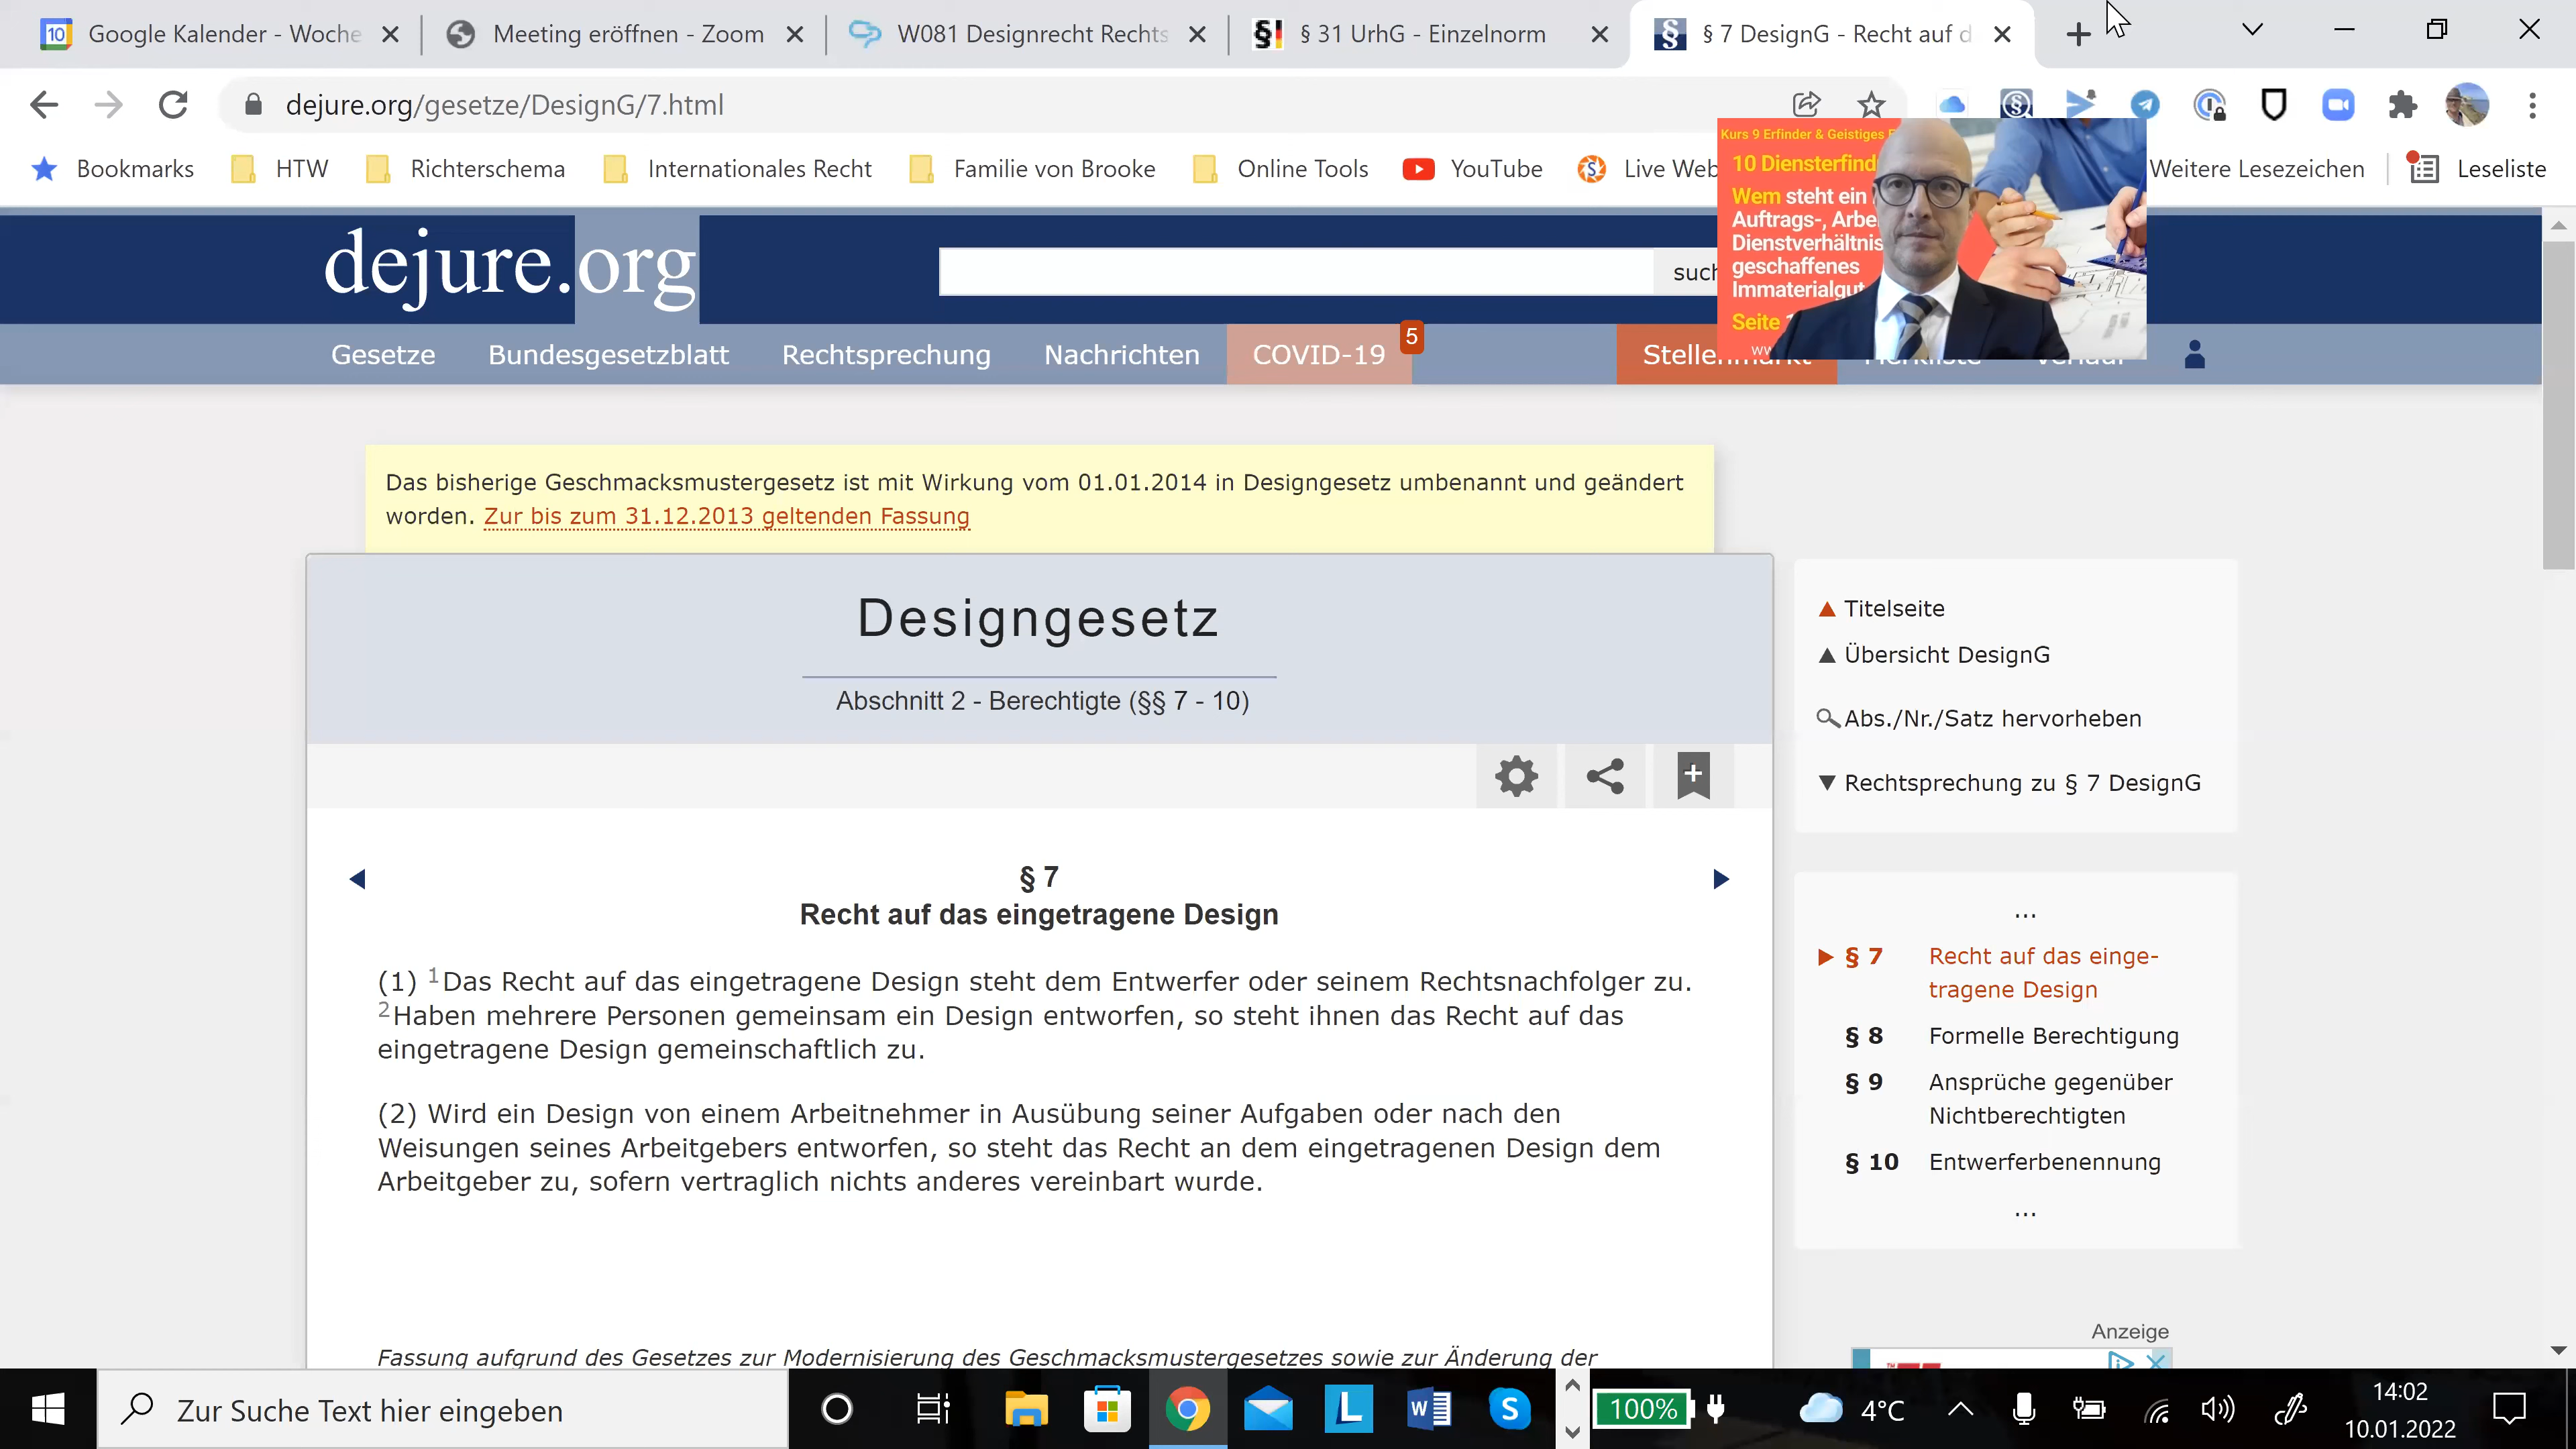 Google Kalender - Woche
Meeting eröffnen - Zoom
W081 Designrecht Rechts
§ 31 UrhG - Einzelnorm
§ 7 DesignG - Recht auf d
dejure.org/gesetze/DesignG/7.html
Bookmarks
HTW
Richterschema
Internationales Recht
Familie von Brooke
Online Tools
YouTube
Live Web
Weitere Lesezeichen
Leseliste
Kurs 9 Erfinder & Geistiges E
10 Diensterfind
Wem steht ein
Auftrags-, Arbe
Dienstverhältnis
geschaffenes
Immaterialgut
Seite
dejure.org
such
Gesetze
Bundesgesetzblatt
Rechtsprechung
Nachrichten
COVID-19
5
Stellenmarkt
Merkliste
Verlauf
Das bisherige Geschmacksmustergesetz ist mit Wirkung vom 01.01.2014 in Designgesetz umbenannt und geändert
worden. Zur bis zum 31.12.2013 geltenden Fassung
Designgesetz
Abschnitt 2 - Berechtigte (§§ 7 - 10)
§ 7
Recht auf das eingetragene Design
(1) 1Das Recht auf das eingetragene Design steht dem Entwerfer oder seinem Rechtsnachfolger zu.
2Haben mehrere Personen gemeinsam ein Design entworfen, so steht ihnen das Recht auf das
eingetragene Design gemeinschaftlich zu.
(2) Wird ein Design von einem Arbeitnehmer in Ausübung seiner Aufgaben oder nach den
Weisungen seines Arbeitgebers entworfen, so steht das Recht an dem eingetragenen Design dem
Arbeitgeber zu, sofern vertraglich nichts anderes vereinbart wurde.
Fassung aufgrund des Gesetzes zur Modernisierung des Geschmacksmustergesetzes sowie zur Änderung der
Titelseite
Übersicht DesignG
Abs./Nr./Satz hervorheben
Rechtsprechung zu § 7 DesignG
...
§ 7 Recht auf das einge-
tragene Design
§ 8 Formelle Berechtigung
§ 9 Ansprüche gegenüber
Nichtberechtigten
§ 10 Entwerferbenennung
...
Anzeige
Zur Suche Text hier eingeben
100%
4°C
14:02
10.01.2022